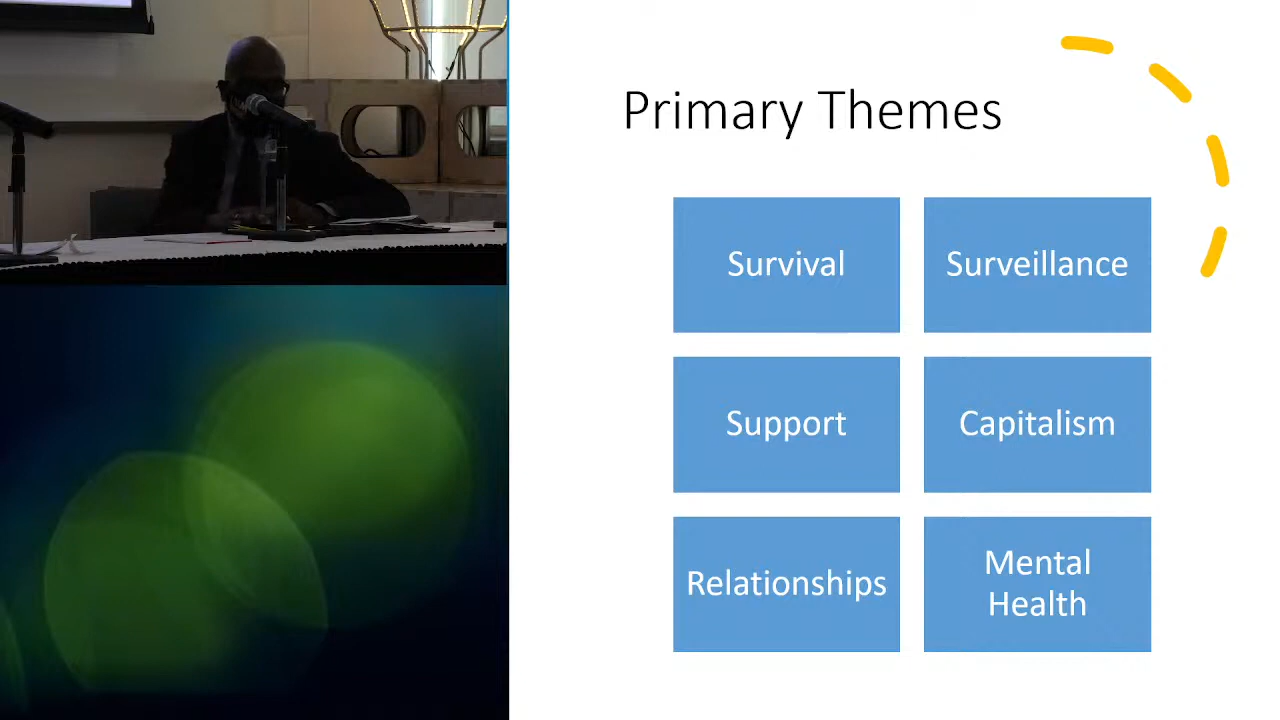 Primary Themes
Survival
Surveillance
Support
Capitalism
Relationships
Mental
Health